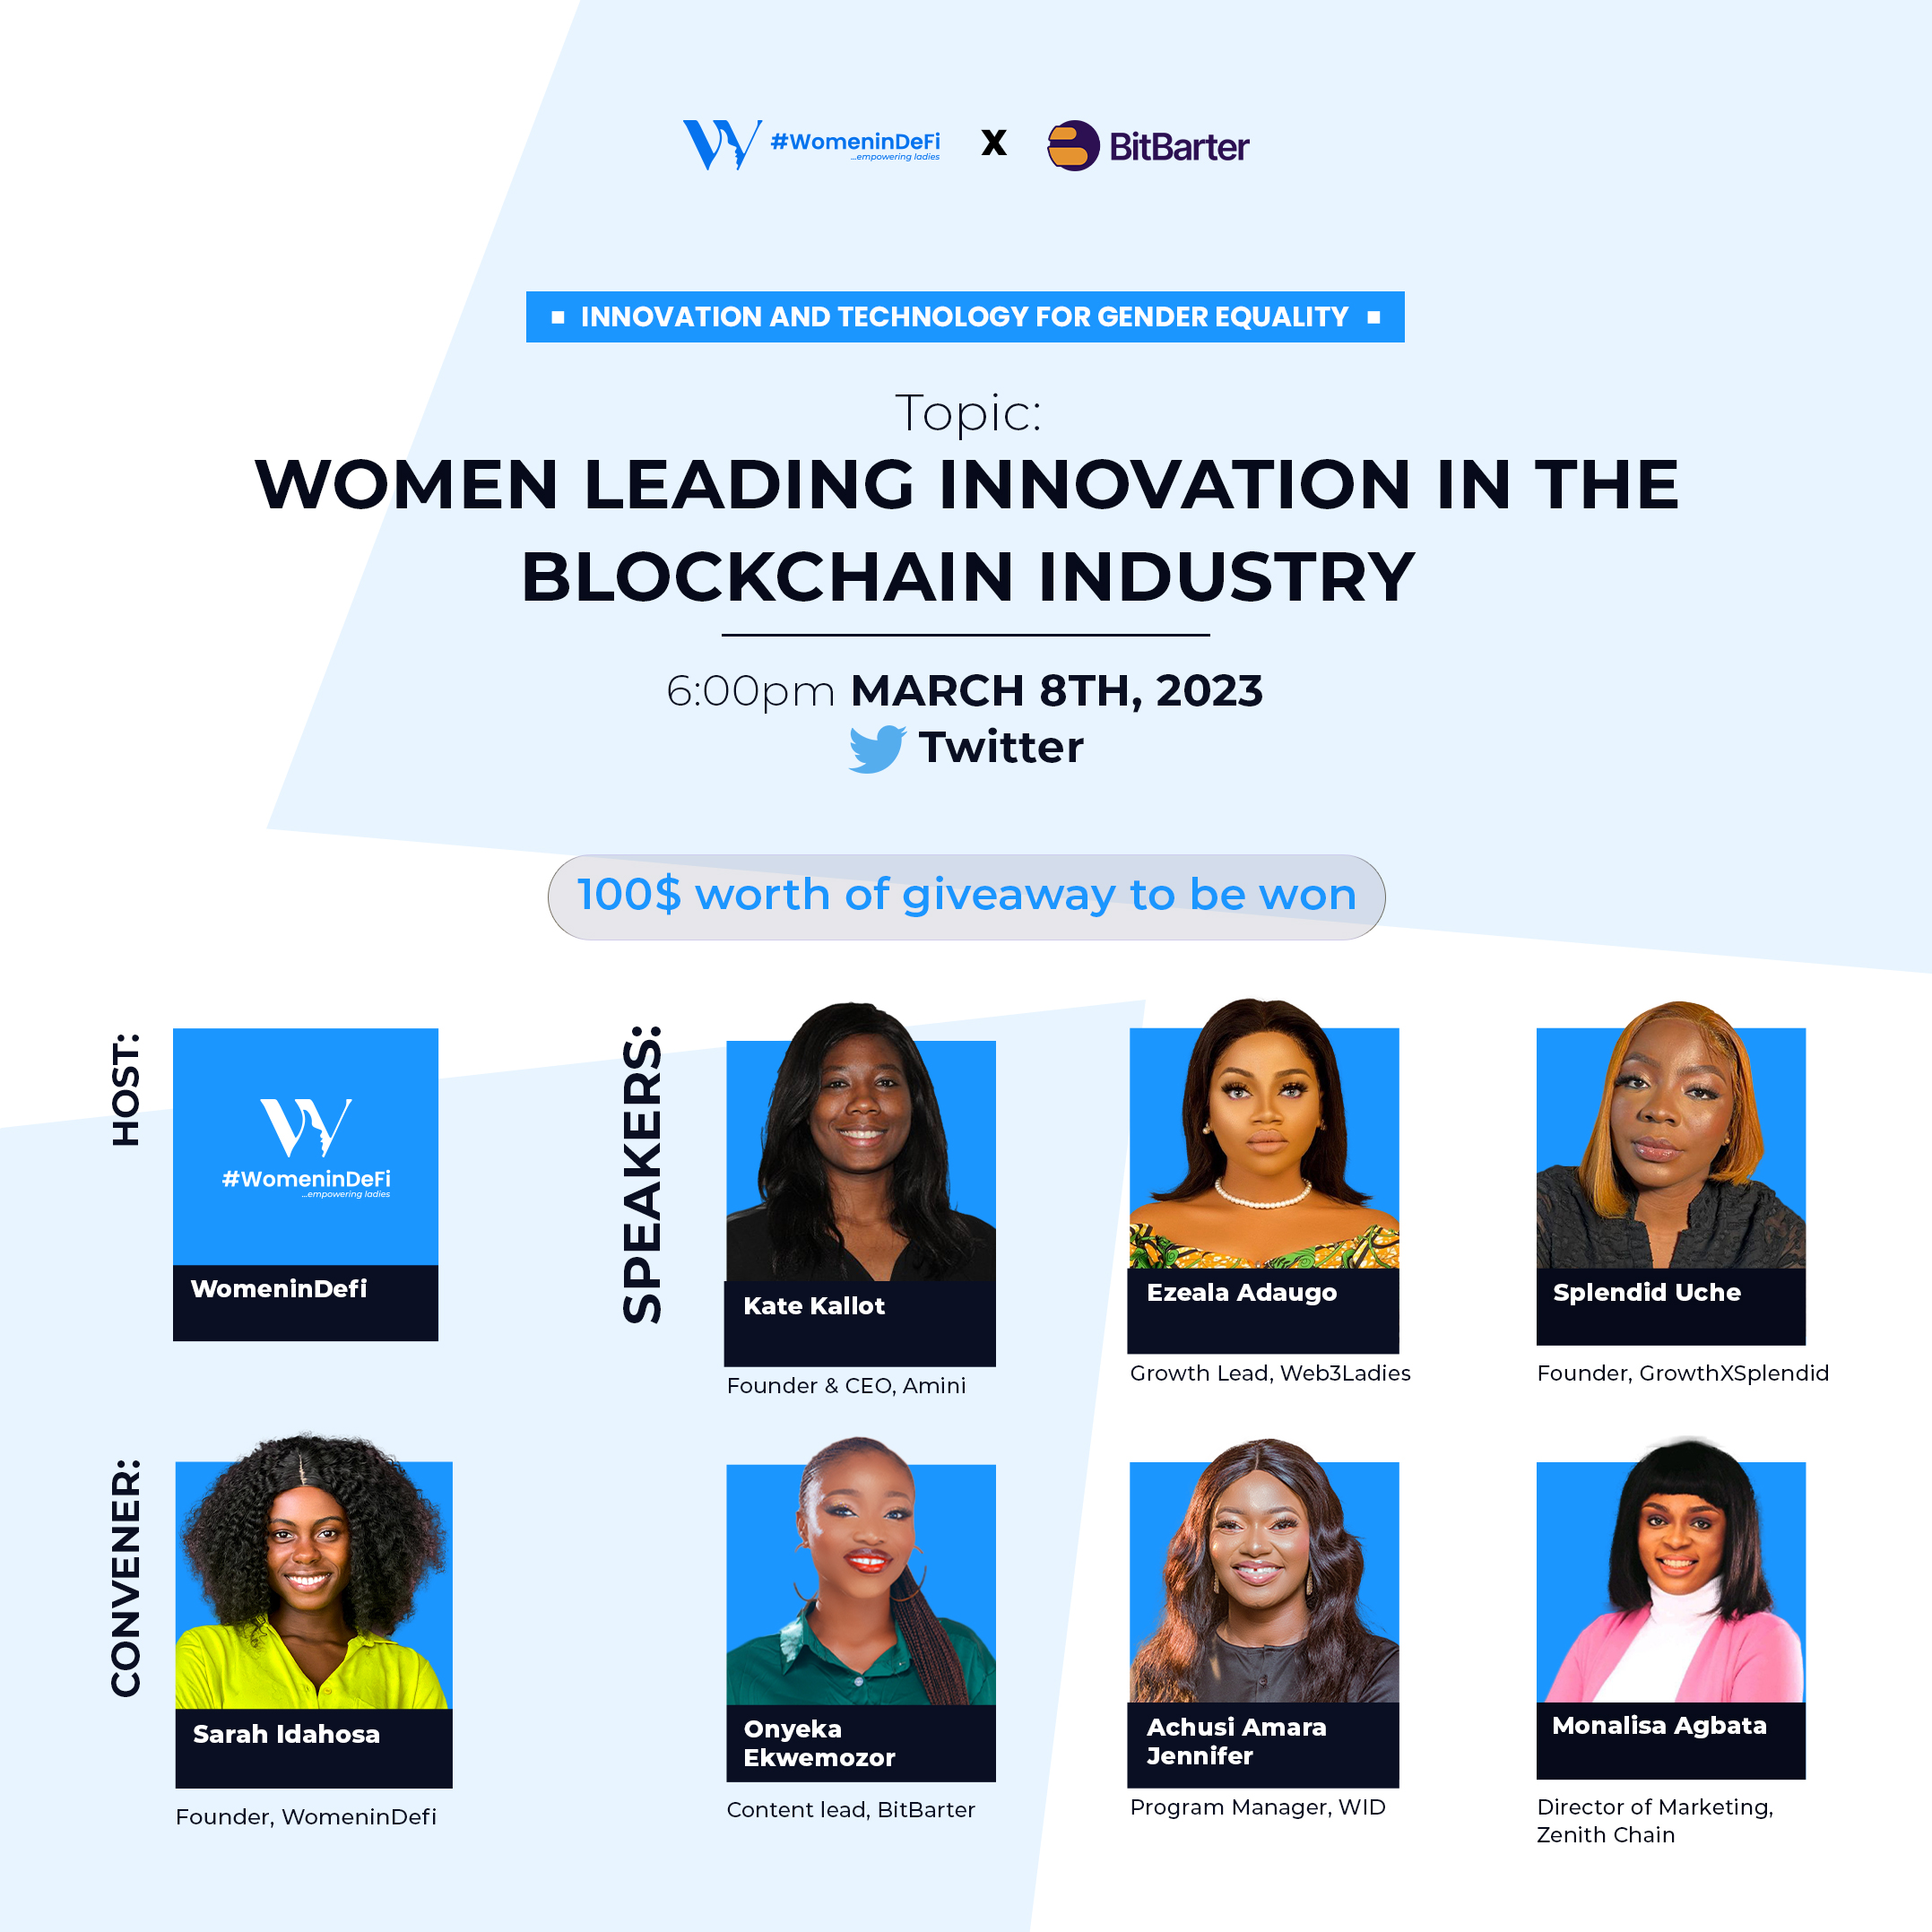 #WomeninDeFi
...empowering ladies
X
BitBarter
INNOVATION AND TECHNOLOGY FOR GENDER EQUALITY
Topic:
WOMEN LEADING INNOVATION IN THE
BLOCKCHAIN INDUSTRY
6:00pm MARCH 8TH, 2023
Twitter
100$ worth of giveaway to be won
HOST:
#WomeninDeFi
...empowering ladies
WomeninDefi
SPEAKERS:
Kate Kallot
Founder & CEO, Amini
Ezeala Adaugo
Growth Lead, Web3Ladies
Splendid Uche
Founder, GrowthXSplendid
CONVENER:
Sarah Idahosa
Founder, WomeninDefi
Onyeka
Ekwemozor
Content lead, BitBarter
Achusi Amara
Jennifer
Program Manager, WID
Monalisa Agbata
Director of Marketing,
Zenith Chain